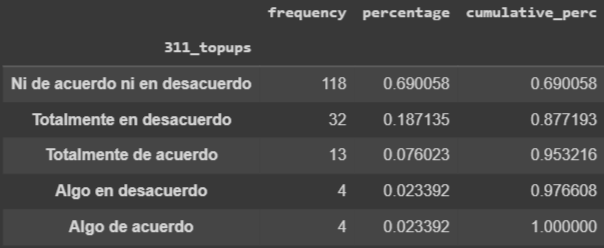 frequency percentage cumulative_perc
311_topups
Ni de acuerdo ni en desacuerdo 118 0.690058 0.690058
Totalmente en desacuerdo 32 0.187135 0.877193
Totalmente de acuerdo 13 0.076023 0.953216
Algo en desacuerdo 4 0.023392 0.976608
Algo de acuerdo 4 0.023392 1.000000